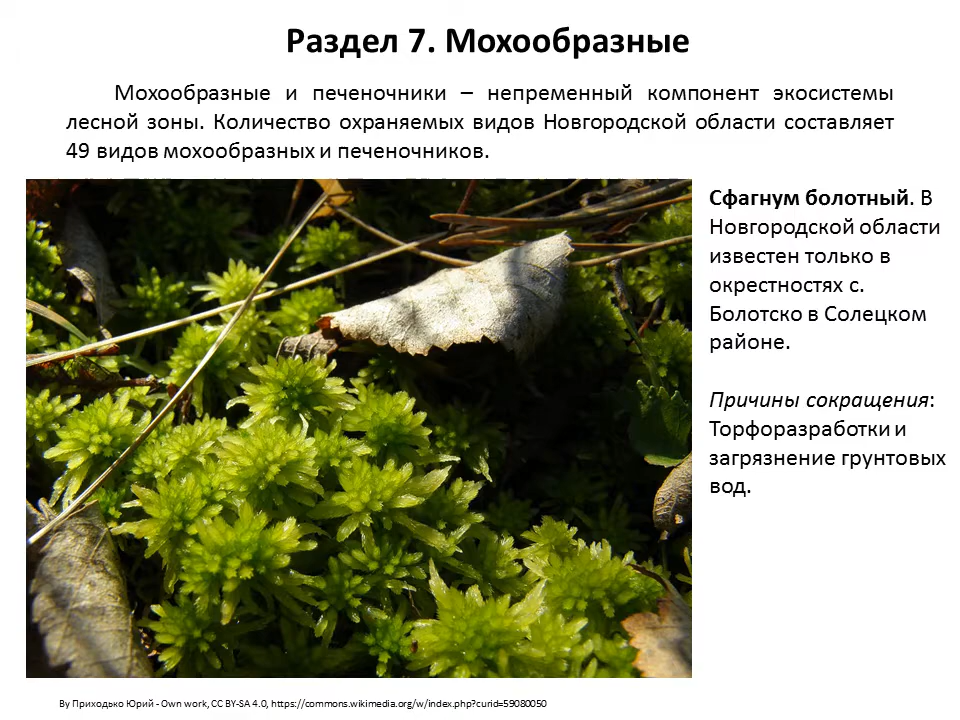 Раздел 7. Мохообразные
Мохообразные и печеночники – непременный компонент экосистемы
лесной зоны. Количество охраняемых видов Новгородской области составляет
49 видов мохообразных и печеночников.
Сфагнум болотный. В
Новгородской области
известен только в
окрестностях с.
Болотско в Солецком
районе.
Причины сокращения:
Торфоразработки и
загрязнение грунтовых
вод.
By Приходько Юрий - Own work, CC BY-SA 4.0, https://commons.wikimedia.org/w/index.php?curid=59080050